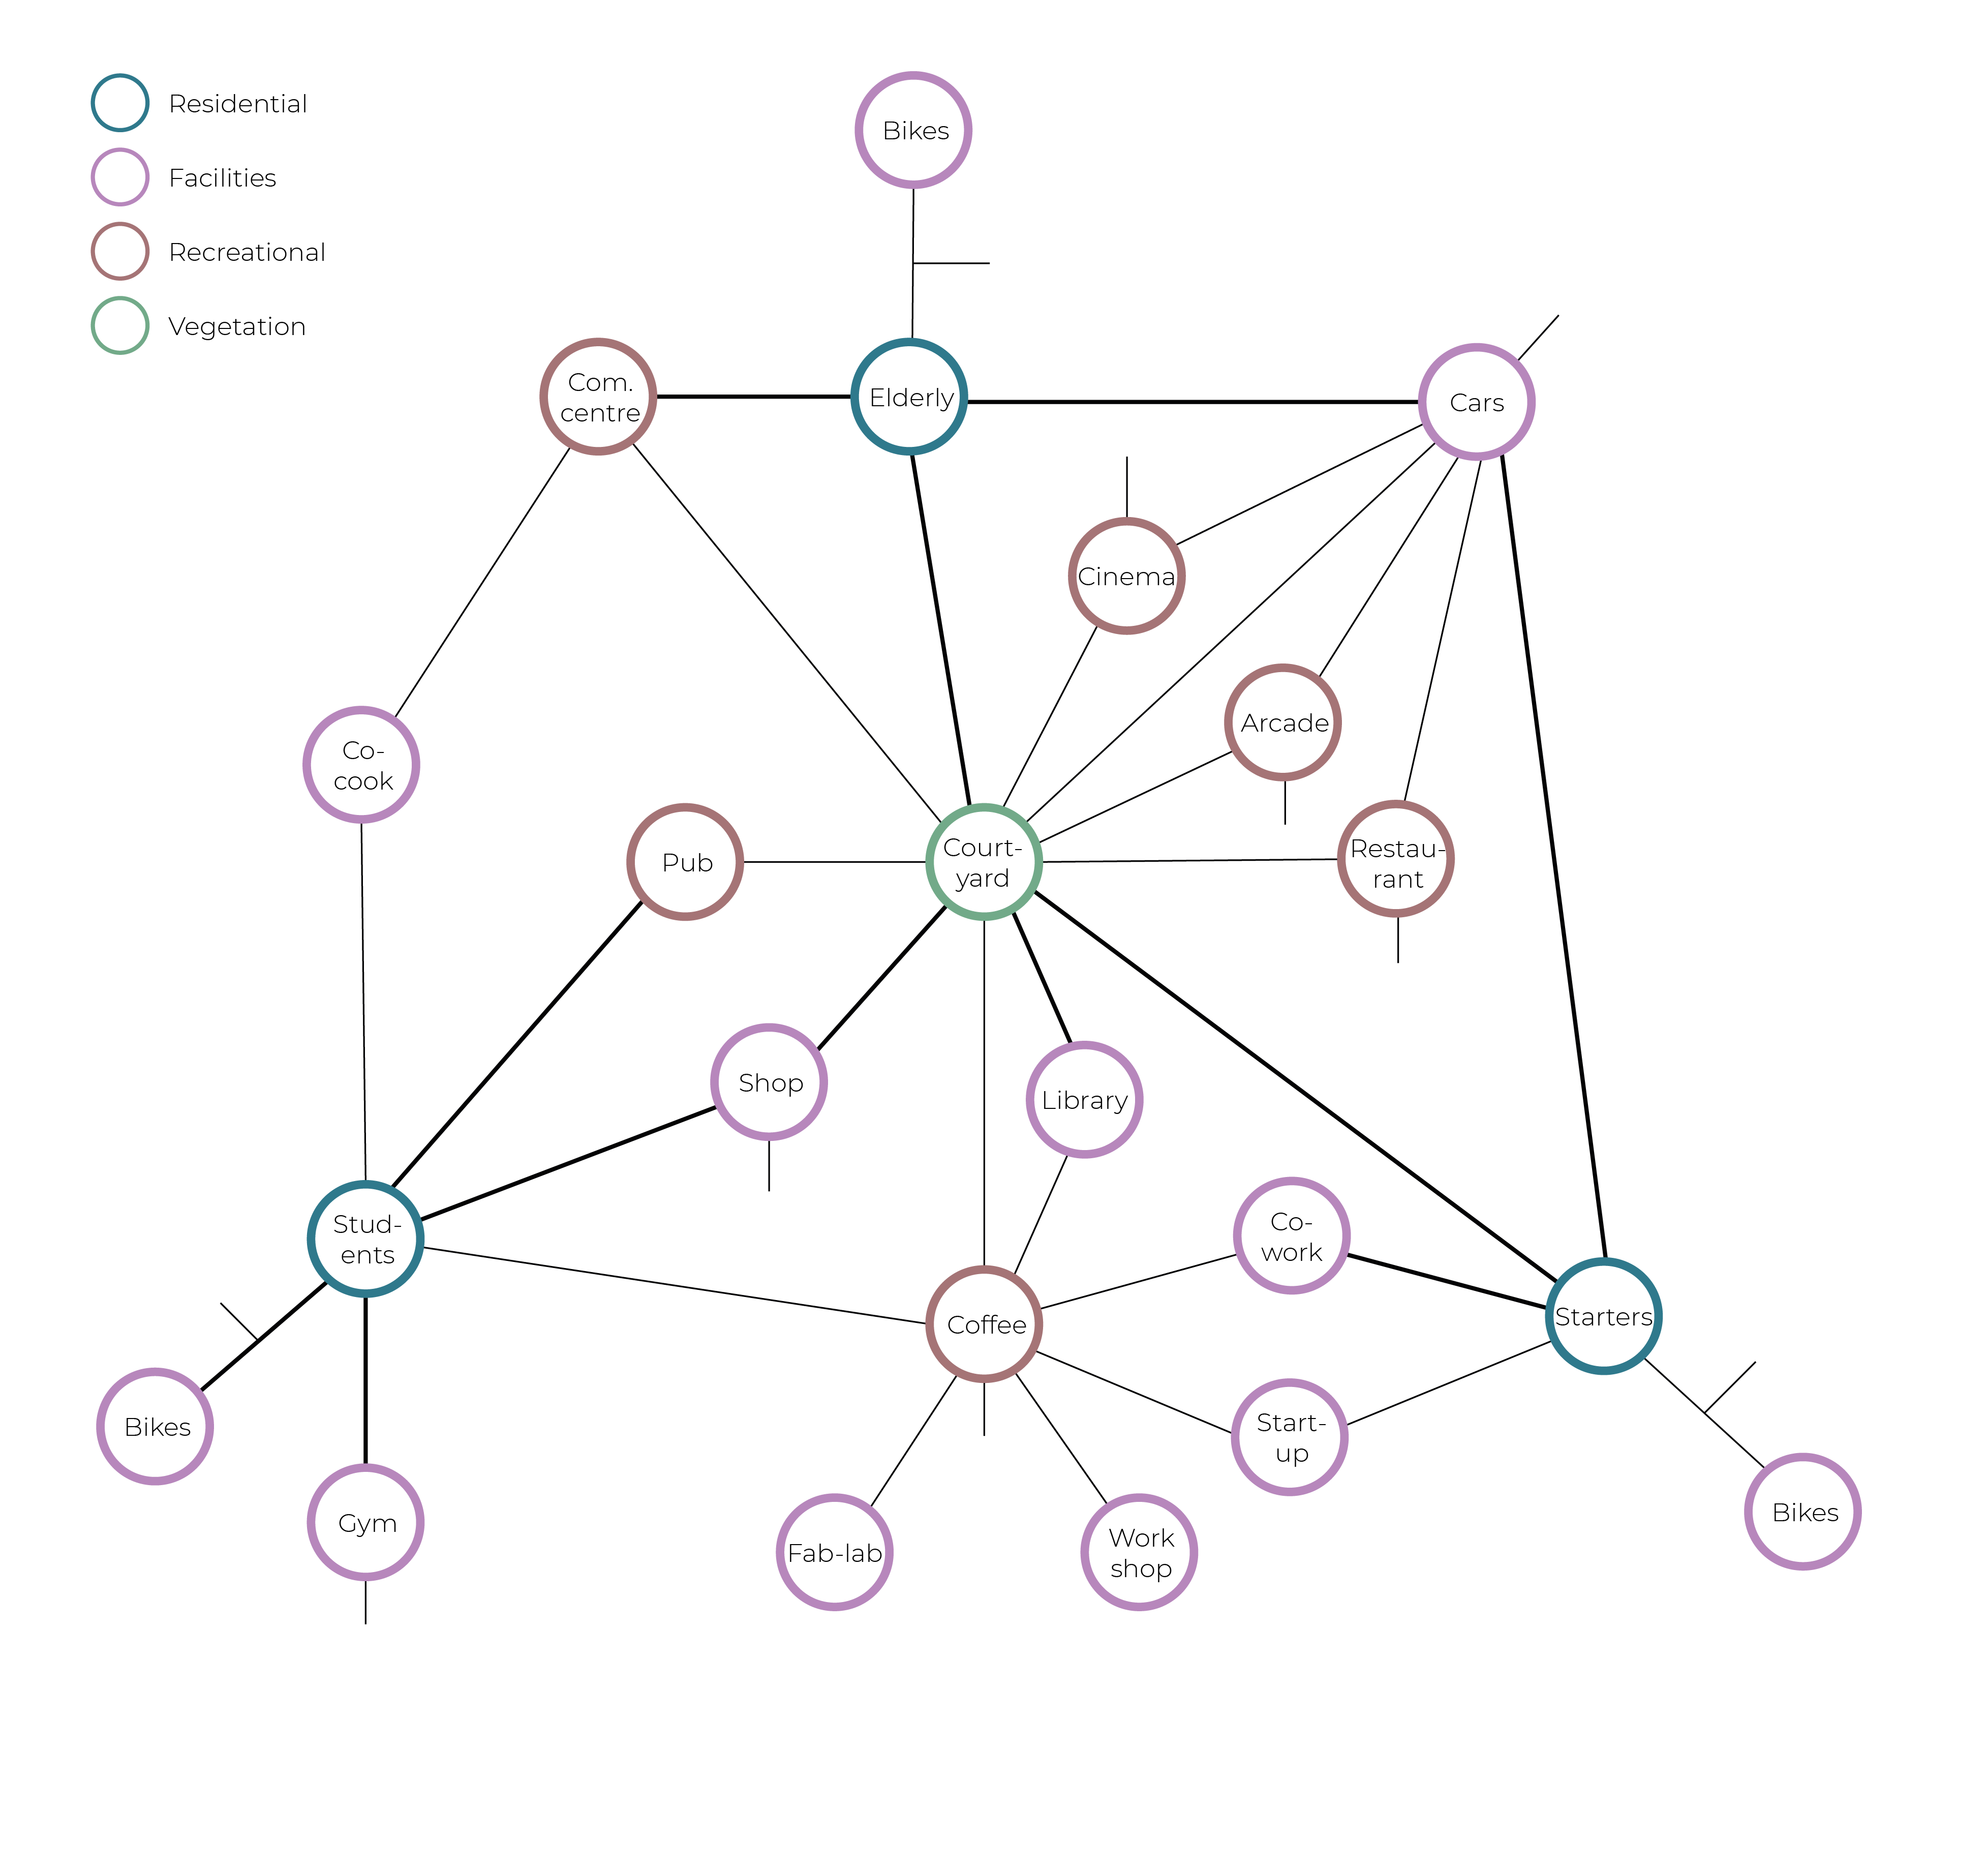 Residential
Facilities
Recreational
Vegetation
Bikes
Com.
centre
Elderly
Cars
Cinema
Arcade
Co-
cook
Pub
Court-
yard
Restau-
rant
Shop
Library
Stud-
ents
Co-
work
Coffee
Starters
Bikes
Start-
up
Gym
Fab-lab
Work
shop
Bikes